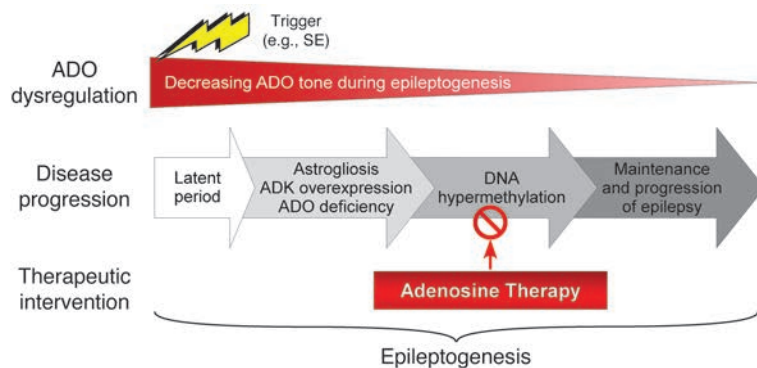 Trigger
(e.g., SE)
ADO
dysregulation
Decreasing ADO tone during epileptogenesis
Disease
progression
Latent
period
Astrogliosis
ADK overexpression
ADO deficiency
DNA
hypermethylation
Maintenance
and progression
of epilepsy
Therapeutic
intervention
Adenosine Therapy
Epileptogenesis